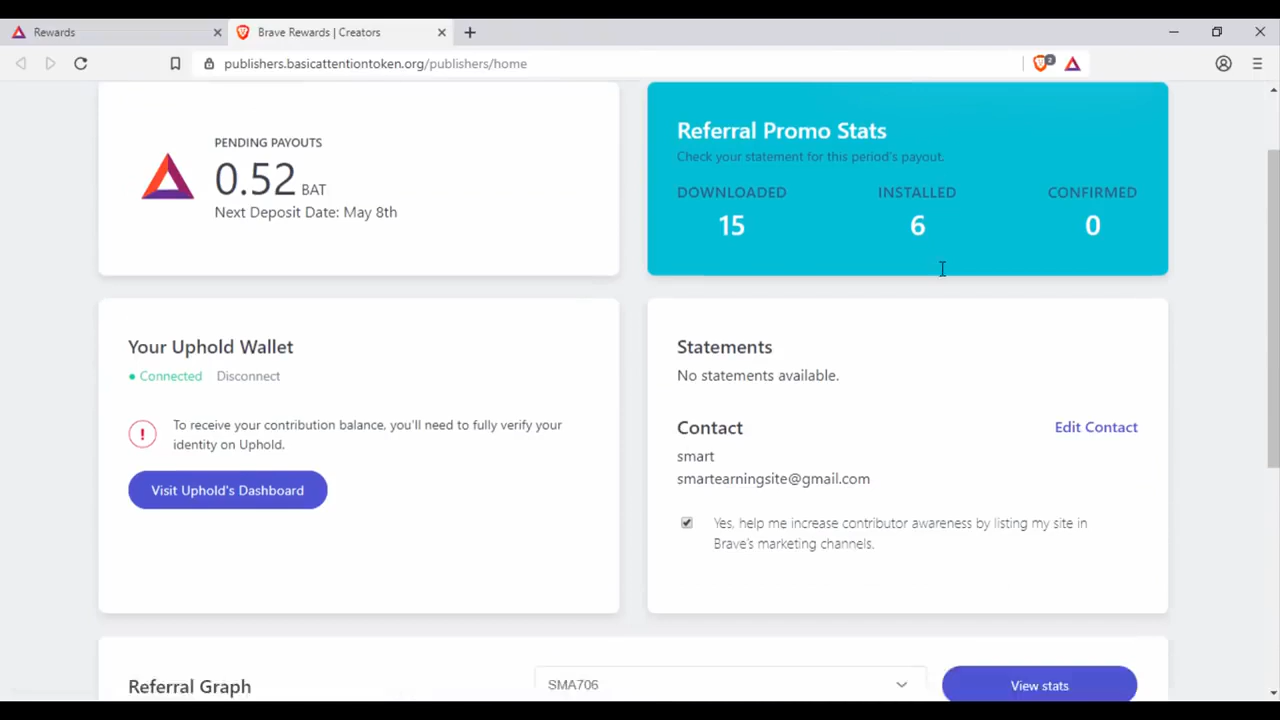 Rewards
Brave Rewards | Creators
publishers.basicattentiontoken.org/publishers/home
2
PENDING PAYOUTS
0.52 BAT
Next Deposit Date: May 8th
Referral Promo Stats
Check your statement for this period's payout.
DOWNLOADED INSTALLED CONFIRMED
15 6 0
Your Uphold Wallet
Connected Disconnect
! To receive your contribution balance, you'll need to fully verify your
identity on Uphold.
Visit Uphold's Dashboard
Statements
No statements available.
Contact Edit Contact
smart
smartearningsite@gmail.com
Yes, help me increase contributor awareness by listing my site in
Brave's marketing channels.
Referral Graph SMA706 View stats